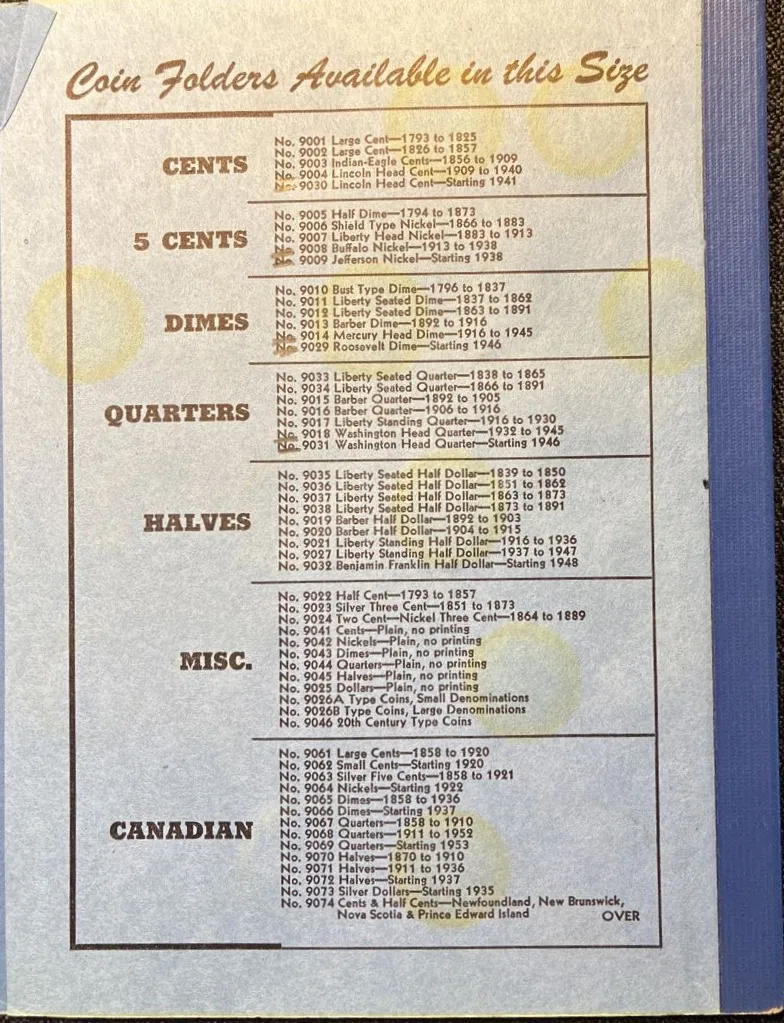 Coin Folders Available in this Size
CENTS
No. 9001 Large Cent—1793 to 1825
No. 9002 Large Cent—1826 to 1857
No. 9003 Indian-Eagle Cents—1856 to 1909
No. 9004 Lincoln Head Cent—1909 to 1940
No. 9030 Lincoln Head Cent—Starting 1941
5 CENTS
No. 9005 Half Dime—1794 to 1873
No. 9006 Shield Type Nickel—1866 to 1883
No. 9007 Liberty Head Nickel—1883 to 1913
No. 9008 Buffalo Nickel—1913 to 1938
No. 9009 Jefferson Nickel—Starting 1938
DIMES
No. 9010 Bust Type Dime—1796 to 1837
No. 9011 Liberty Seated Dime—1837 to 1862
No. 9012 Liberty Seated Dime—1863 to 1891
No. 9013 Barber Dime—1892 to 1916
No. 9014 Mercury Head Dime—1916 to 1945
No. 9029 Roosevelt Dime—Starting 1946
QUARTERS
No. 9033 Liberty Seated Quarter—1838 to 1865
No. 9034 Liberty Seated Quarter—1866 to 1891
No. 9015 Barber Quarter—1892 to 1905
No. 9016 Barber Quarter—1906 to 1916
No. 9017 Liberty Standing Quarter—1916 to 1930
No. 9018 Washington Head Quarter—1932 to 1945
No. 9031 Washington Head Quarter—Starting 1946
HALVES
No. 9035 Liberty Seated Half Dollar—1839 to 1850
No. 9036 Liberty Seated Half Dollar—1851 to 1862
No. 9037 Liberty Seated Half Dollar—1863 to 1873
No. 9038 Liberty Seated Half Dollar—1873 to 1891
No. 9019 Barber Half Dollar—1892 to 1903
No. 9020 Barber Half Dollar—1904 to 1915
No. 9021 Liberty Standing Half Dollar—1916 to 1936
No. 9027 Liberty Standing Half Dollar—1937 to 1947
No. 9032 Benjamin Franklin Half Dollar—Starting 1948
MISC.
No. 9022 Half Cent—1793 to 1857
No. 9023 Silver Three Cent—1851 to 1873
No. 9024 Two Cent—Nickel Three Cent—1864 to 1889
No. 9041 Cents—Plain, no printing
No. 9042 Nickels—Plain, no printing
No. 9043 Dimes—Plain, no printing
No. 9044 Quarters—Plain, no printing
No. 9045 Halves—Plain, no printing
No. 9025 Dollars—Plain, no printing
No. 9026A Type Coins, Small Denominations
No. 9026B Type Coins, Large Denominations
No. 9046 20th Century Type Coins
CANADIAN
No. 9061 Large Cents—1858 to 1920
No. 9062 Small Cents—Starting 1920
No. 9063 Silver Five Cents—1858 to 1921
No. 9064 Nickels—Starting 1922
No. 9065 Dimes—1858 to 1936
No. 9066 Dimes—Starting 1937
No. 9067 Quarters—1858 to 1910
No. 9068 Quarters—1911 to 1952
No. 9069 Quarters—Starting 1953
No. 9070 Halves—1870 to 1910
No. 9071 Halves—1911 to 1936
No. 9072 Halves—Starting 1937
No. 9073 Silver Dollars—Starting 1935
No. 9074 Cents & Half Cents—Newfoundland, New Brunswick,
Nova Scotia & Prince Edward Island OVER